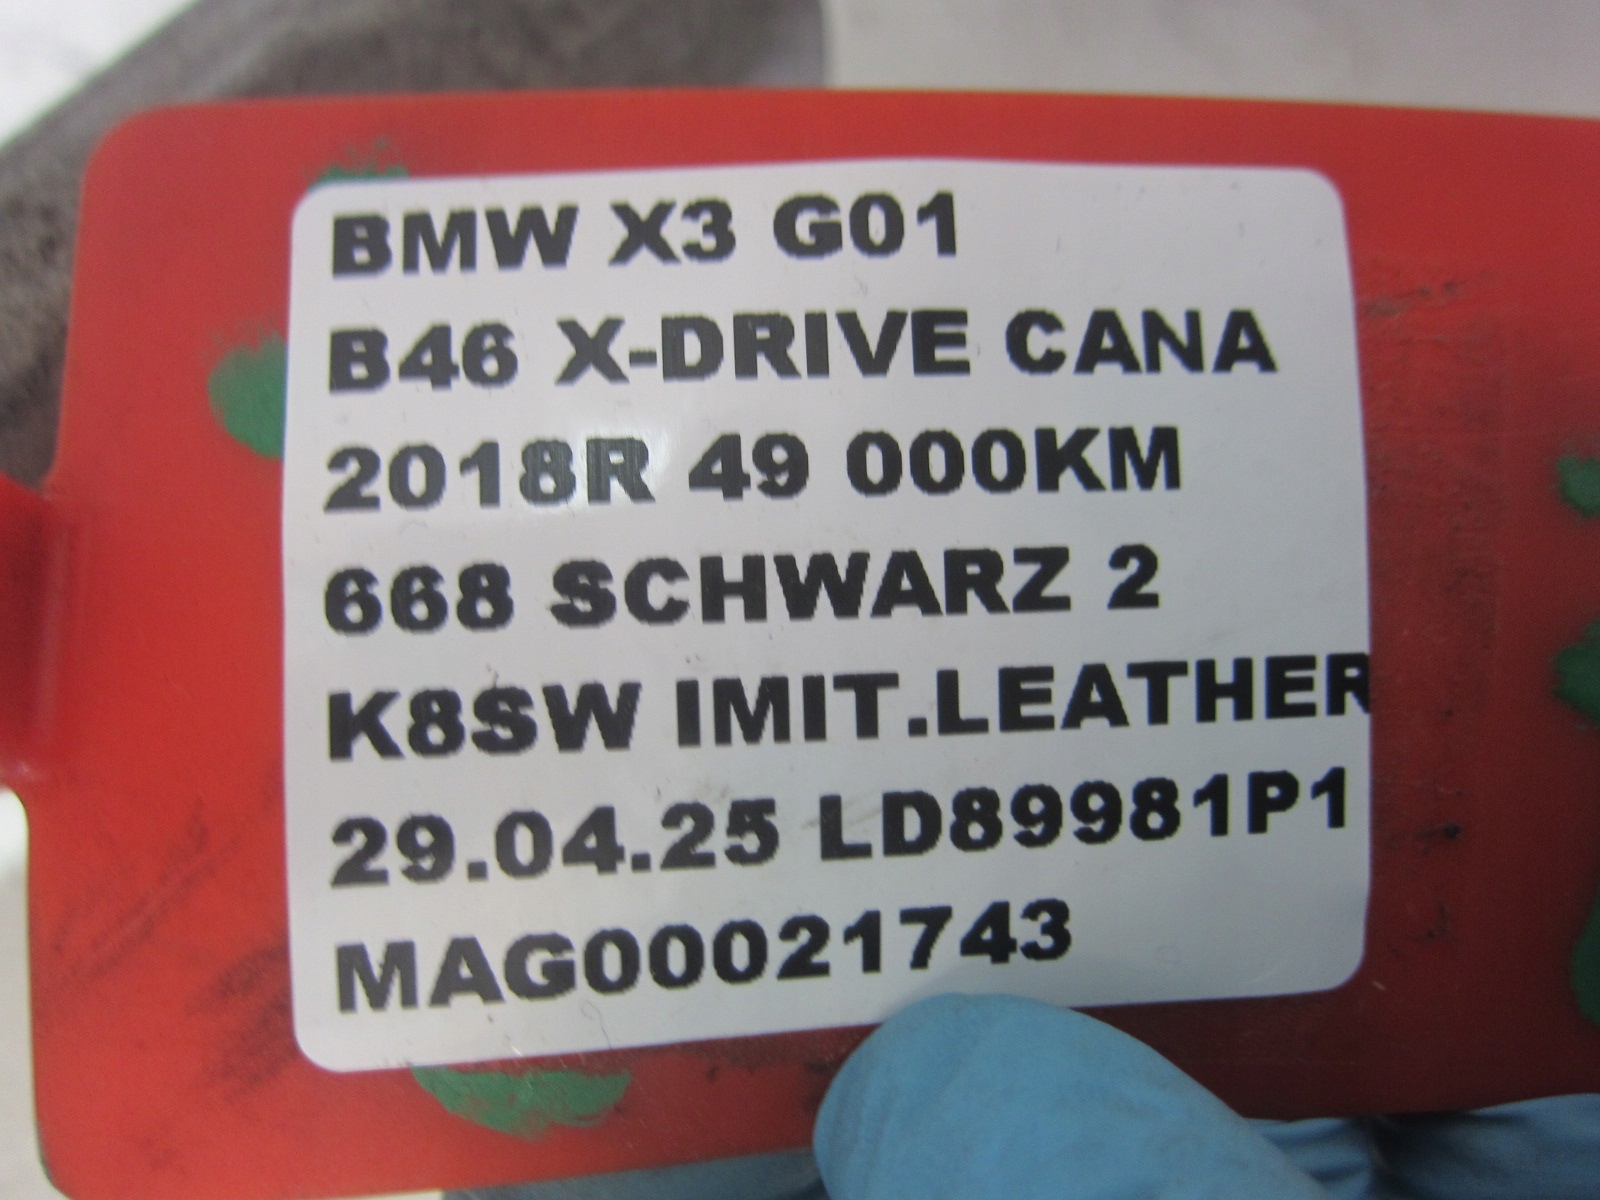 BMW X3 G01
B46 X-DRIVE CANA
2018R 49 000KM
668 SCHWARZ 2
K8SW IMIT.LEATHER
29.04.25 LD89981P1
MAG00021743